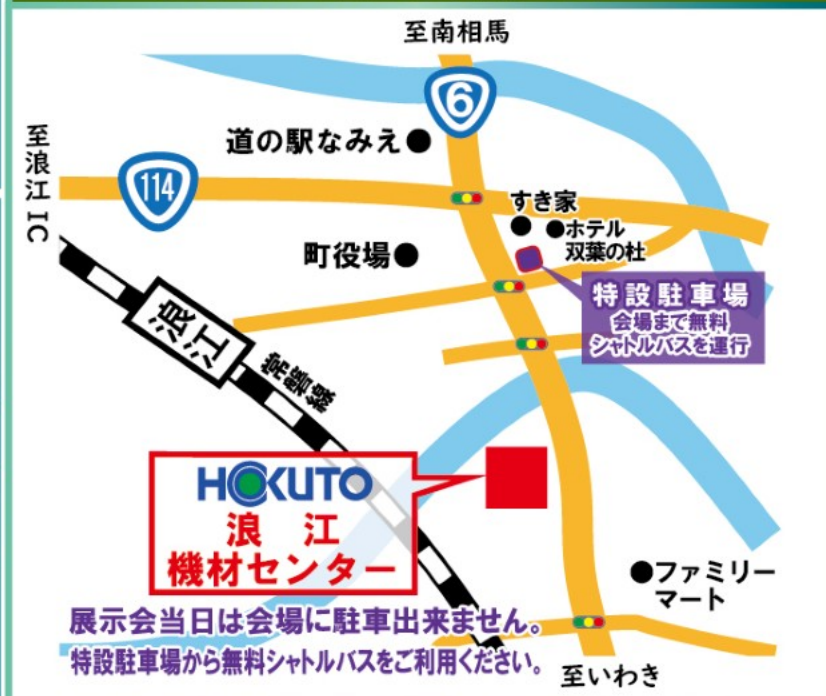 至南相馬
6
道の駅なみえ
至浪江IC
114
すき家
ホテル
双葉の杜
町役場
特設駐車場
会場まで無料
シャトルバスを運行
浪江
常磐線
HOKUTO
浪江
機材センター
ファミリー
マート
展示会当日は会場に駐車出来ません。
特設駐車場から無料シャトルバスをご利用ください。
至いわき